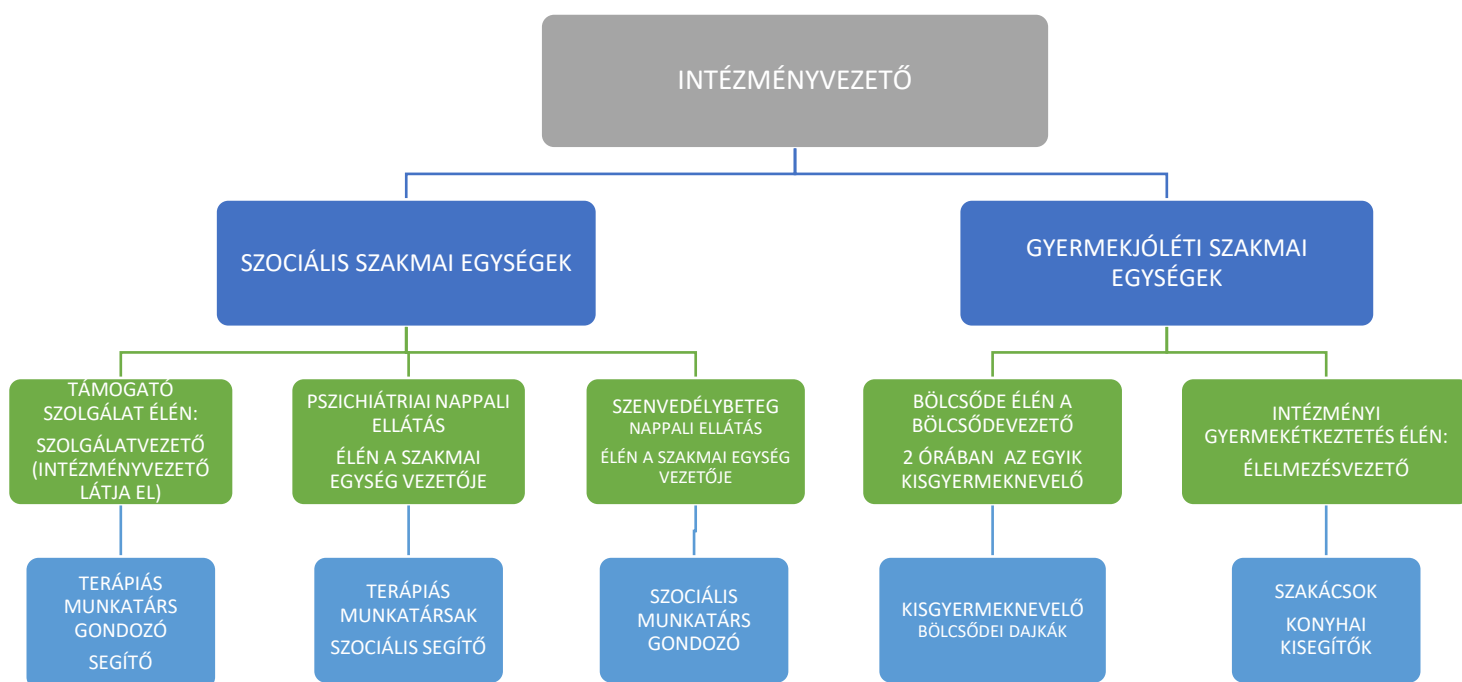 INTÉZMÉNYVEZETŐ
SZOCIÁLIS SZAKMAI EGYSÉGEK
GYERMEKJÓLÉTI SZAKMAI
EGYSÉGEK
TÁMOGATÓ
SZOLGÁLAT ÉLÉN:
SZOLGÁLATVEZETŐ
(INTÉZMÉNYVEZETŐ
LÁTJA EL)
PSZICHIÁTRIAI NAPPALI
ELLÁTÁS
ÉLÉN A SZAKMAI
EGYSÉG VEZETŐJE
SZENVEDÉLYBETEG
NAPPALI ELLÁTÁS
ÉLÉN A SZAKMAI EGYSÉG
VEZETŐJE
BÖLCSŐDE ÉLÉN A
BÖLCSŐDEVEZETŐ
2 ÓRÁBAN AZ EGYIK
KISGYERMEKNEVELŐ
INTÉZMÉNYI
GYERMEKÉTKEZTETÉS ÉLÉN:
ÉLELMEZÉSVEZETŐ
TERÁPIÁS
MUNKATÁRS
GONDOZÓ
SEGÍTŐ
TERÁPIÁS
MUNKATÁRSAK
SZOCIÁLIS SEGÍTŐ
SZOCIÁLIS
MUNKATÁRS
GONDOZÓ
KISGYERMEKNEVELŐ
BÖLCSŐDEI DAJKÁK
SZAKÁCSOK
KONYHAI
KISEGÍTŐK